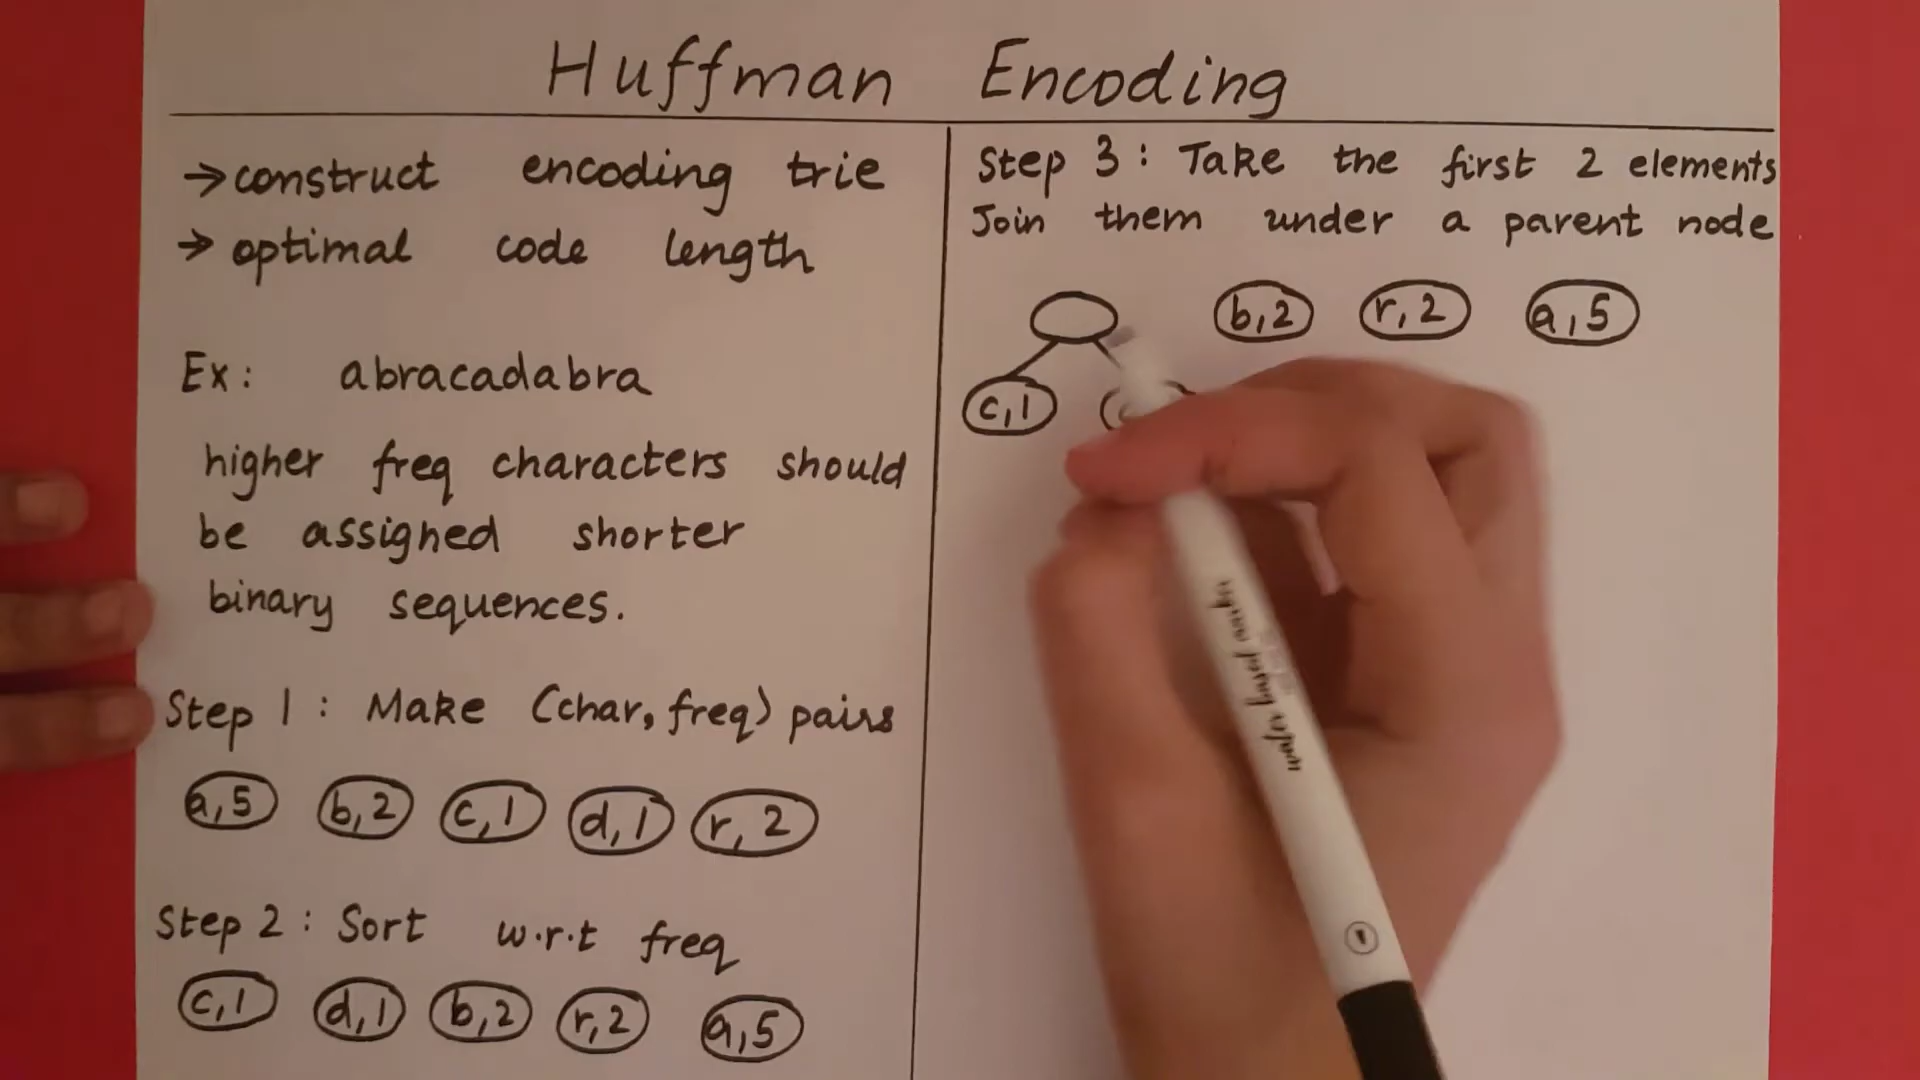 Huffman Encoding
→ construct encoding trie
→ optimal code length
Ex: abracadabra
higher freq characters should
be assigned shorter
binary sequences.
Step 1: Make (char, freq) pairs
a,5 b,2 c,1 d,1 r,2
Step 2: Sort w.r.t freq
c,1 d,1 b,2 r,2 a,5
Step 3: Take the first 2 elements
Join them under a parent node
b,2 r,2 a,5
c,1